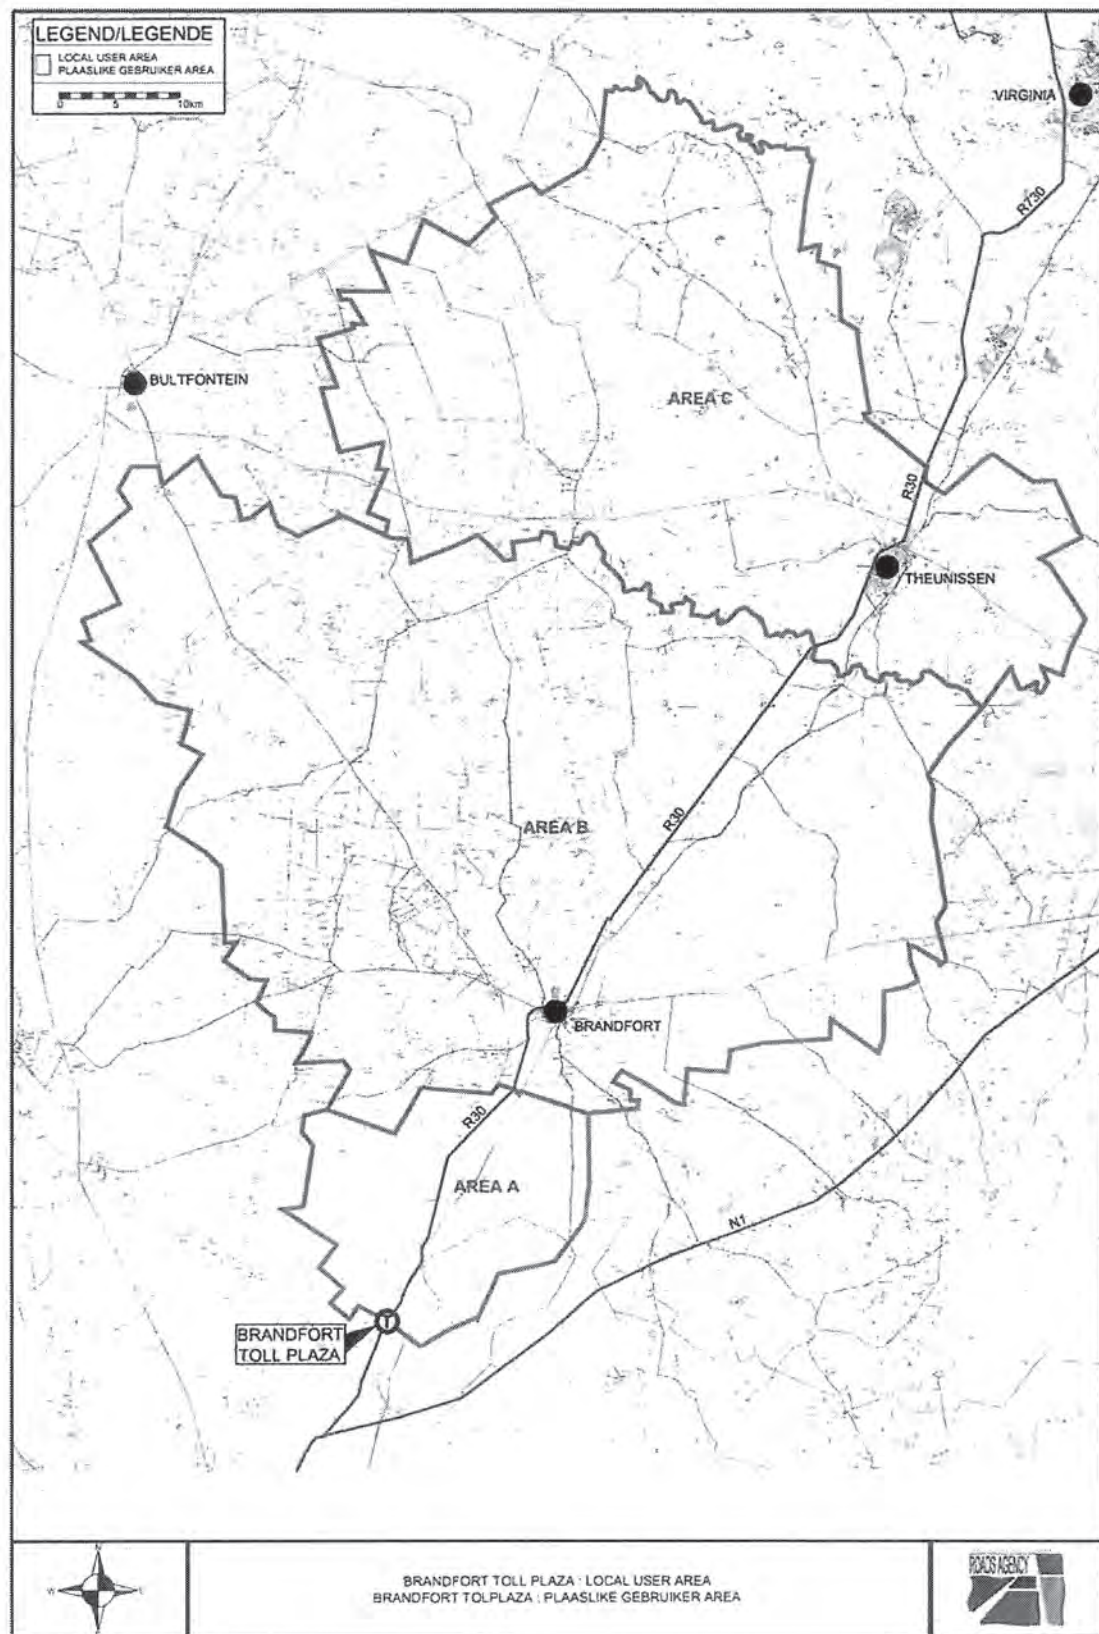 LEGEND/LEGENDE
LOCAL USER AREA
PLAASLIKE GEBRUIKER AREA
0 5 10km
VIRGINIA
R730
BULTFONTEIN
AREA C
R30
THEUNISSEN
AREA B
R30
BRANDFORT
R30
AREA A
N1
T
BRANDFORT
TOLL PLAZA
N
W E
S
BRANDFORT TOLL PLAZA : LOCAL USER AREA
BRANDFORT TOLPLAZA : PLAASLIKE GEBRUIKER AREA
ROADS AGENCY